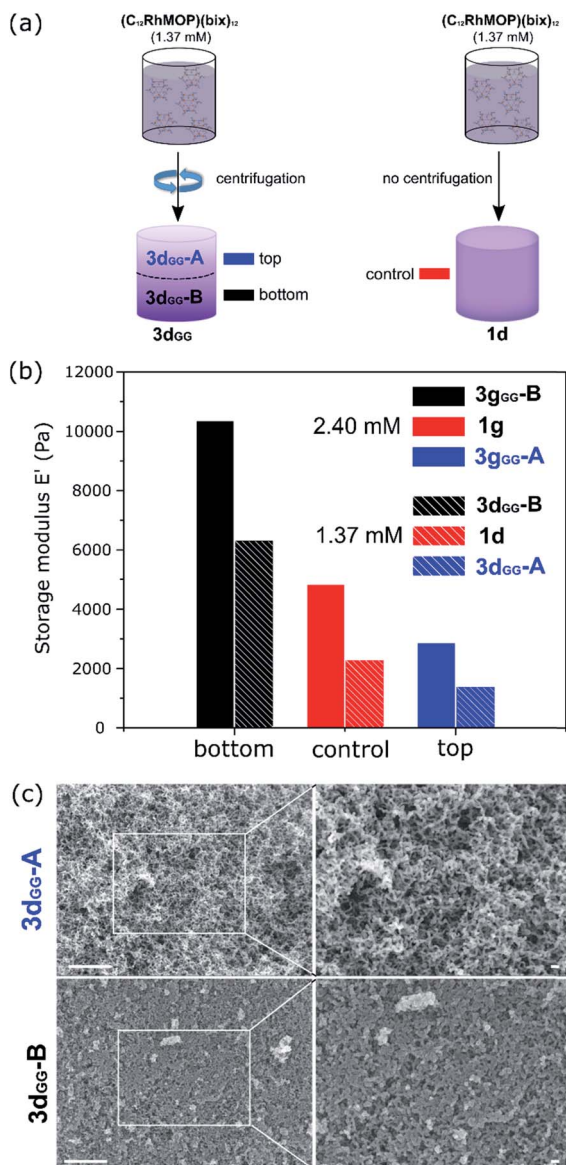 (a)
(C₁₂RhMOP)(bix)₁₂
(1.37 mM)
(C₁₂RhMOP)(bix)₁₂
(1.37 mM)
centrifugation
no centrifugation
3dGG-A
top
3dGG-B
bottom
control
3dGG
1d
(b)
Storage modulus E' (Pa)
12000
10000
8000
6000
4000
2000
0
3gGG-B
2.40 mM
1g
3gGG-A
3dGG-B
1.37 mM
1d
3dGG-A
bottom
control
top
(c)
3dGG-A
3dGG-B